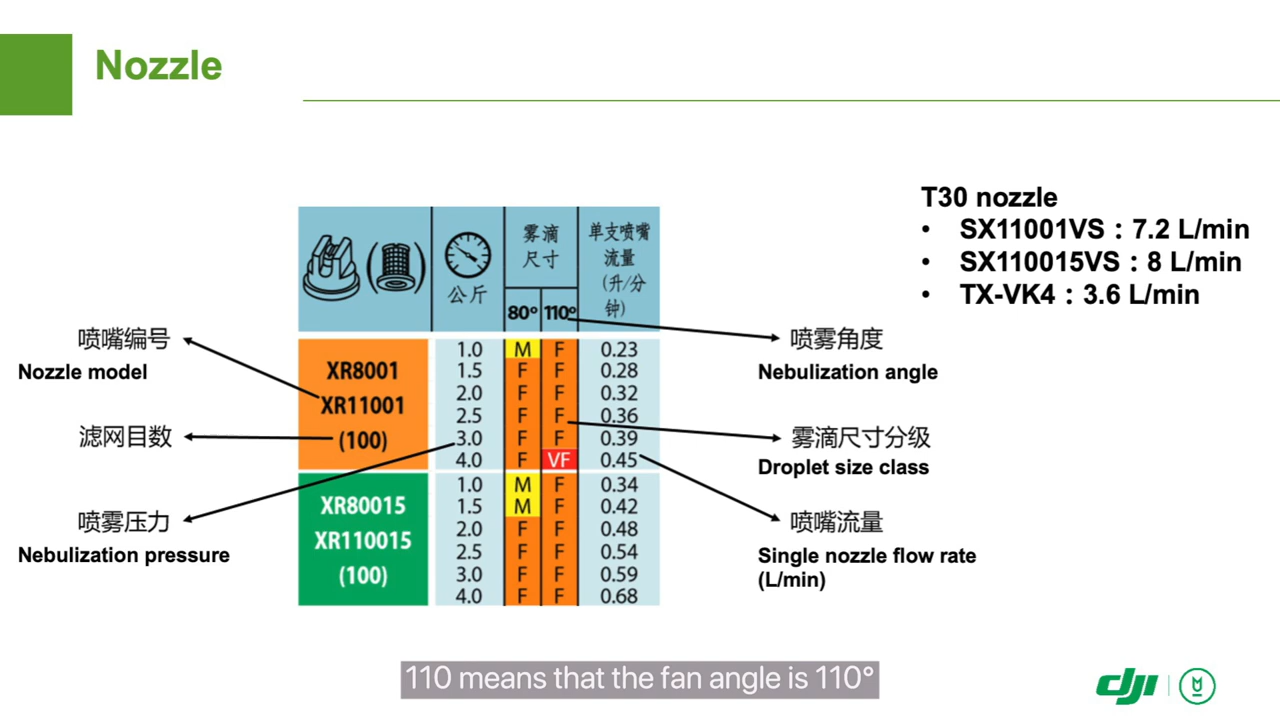 Nozzle
T30 nozzle
• SX11001VS：7.2 L/min
• SX110015VS：8 L/min
• TX-VK4：3.6 L/min
公斤
雾滴
尺寸
80° 110°
单支喷嘴
流量
(升/分
钟)
喷嘴编号
Nozzle model
滤网目数
喷雾压力
Nebulization pressure
XR8001
XR11001
(100)
1.0 M F 0.23
1.5 F F 0.28
2.0 F F 0.32
2.5 F F 0.36
3.0 F F 0.39
4.0 F VF 0.45
XR80015
XR110015
(100)
1.0 M F 0.34
1.5 M F 0.42
2.0 F F 0.48
2.5 F F 0.54
3.0 F F 0.59
4.0 F F 0.68
喷雾角度
Nebulization angle
雾滴尺寸分级
Droplet size class
喷嘴流量
Single nozzle flow rate
(L/min)
110 means that the fan angle is 110°
dji